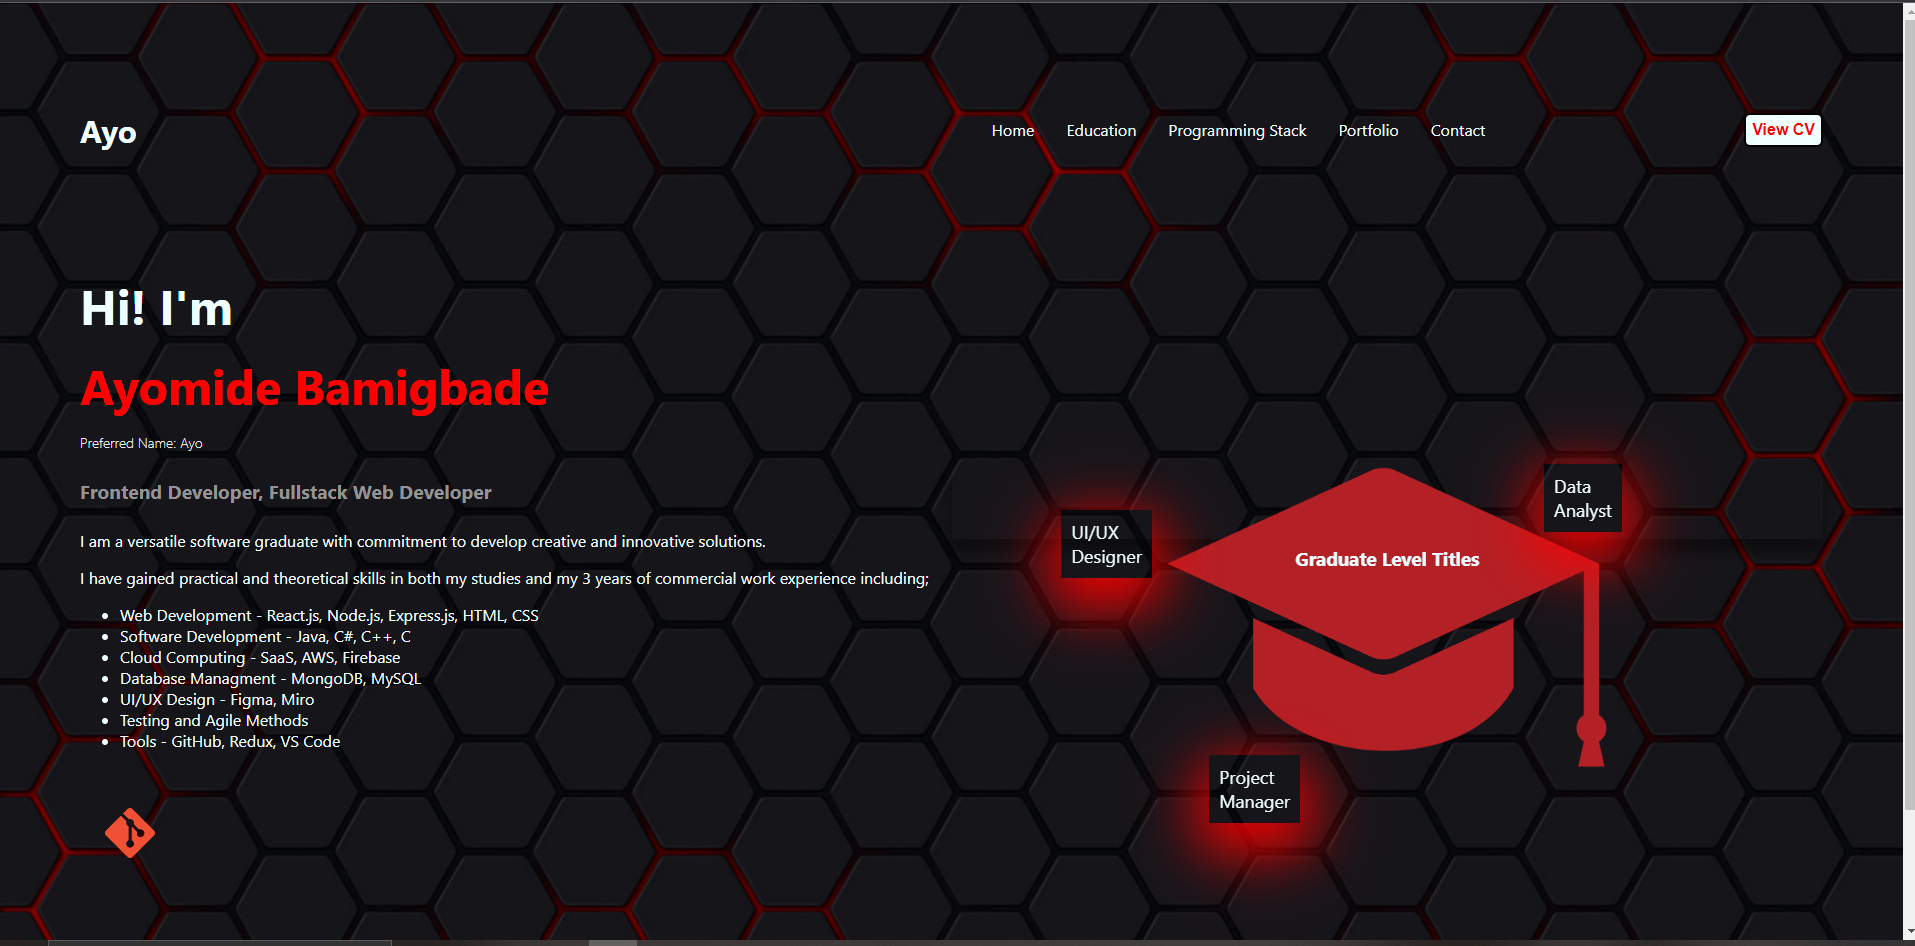 Ayo
Home Education Programming Stack Portfolio Contact
View CV
Hi! I'm
Ayomide Bamigbade
Preferred Name: Ayo
Frontend Developer, Fullstack Web Developer
I am a versatile software graduate with commitment to develop creative and innovative solutions.
I have gained practical and theoretical skills in both my studies and my 3 years of commercial work experience including;
• Web Development - React.js, Node.js, Express.js, HTML, CSS
• Software Development - Java, C#, C++, C
• Cloud Computing - SaaS, AWS, Firebase
• Database Managment - MongoDB, MySQL
• UI/UX Design - Figma, Miro
• Testing and Agile Methods
• Tools - GitHub, Redux, VS Code
UI/UX
Designer
Graduate Level Titles
Data
Analyst
Project
Manager